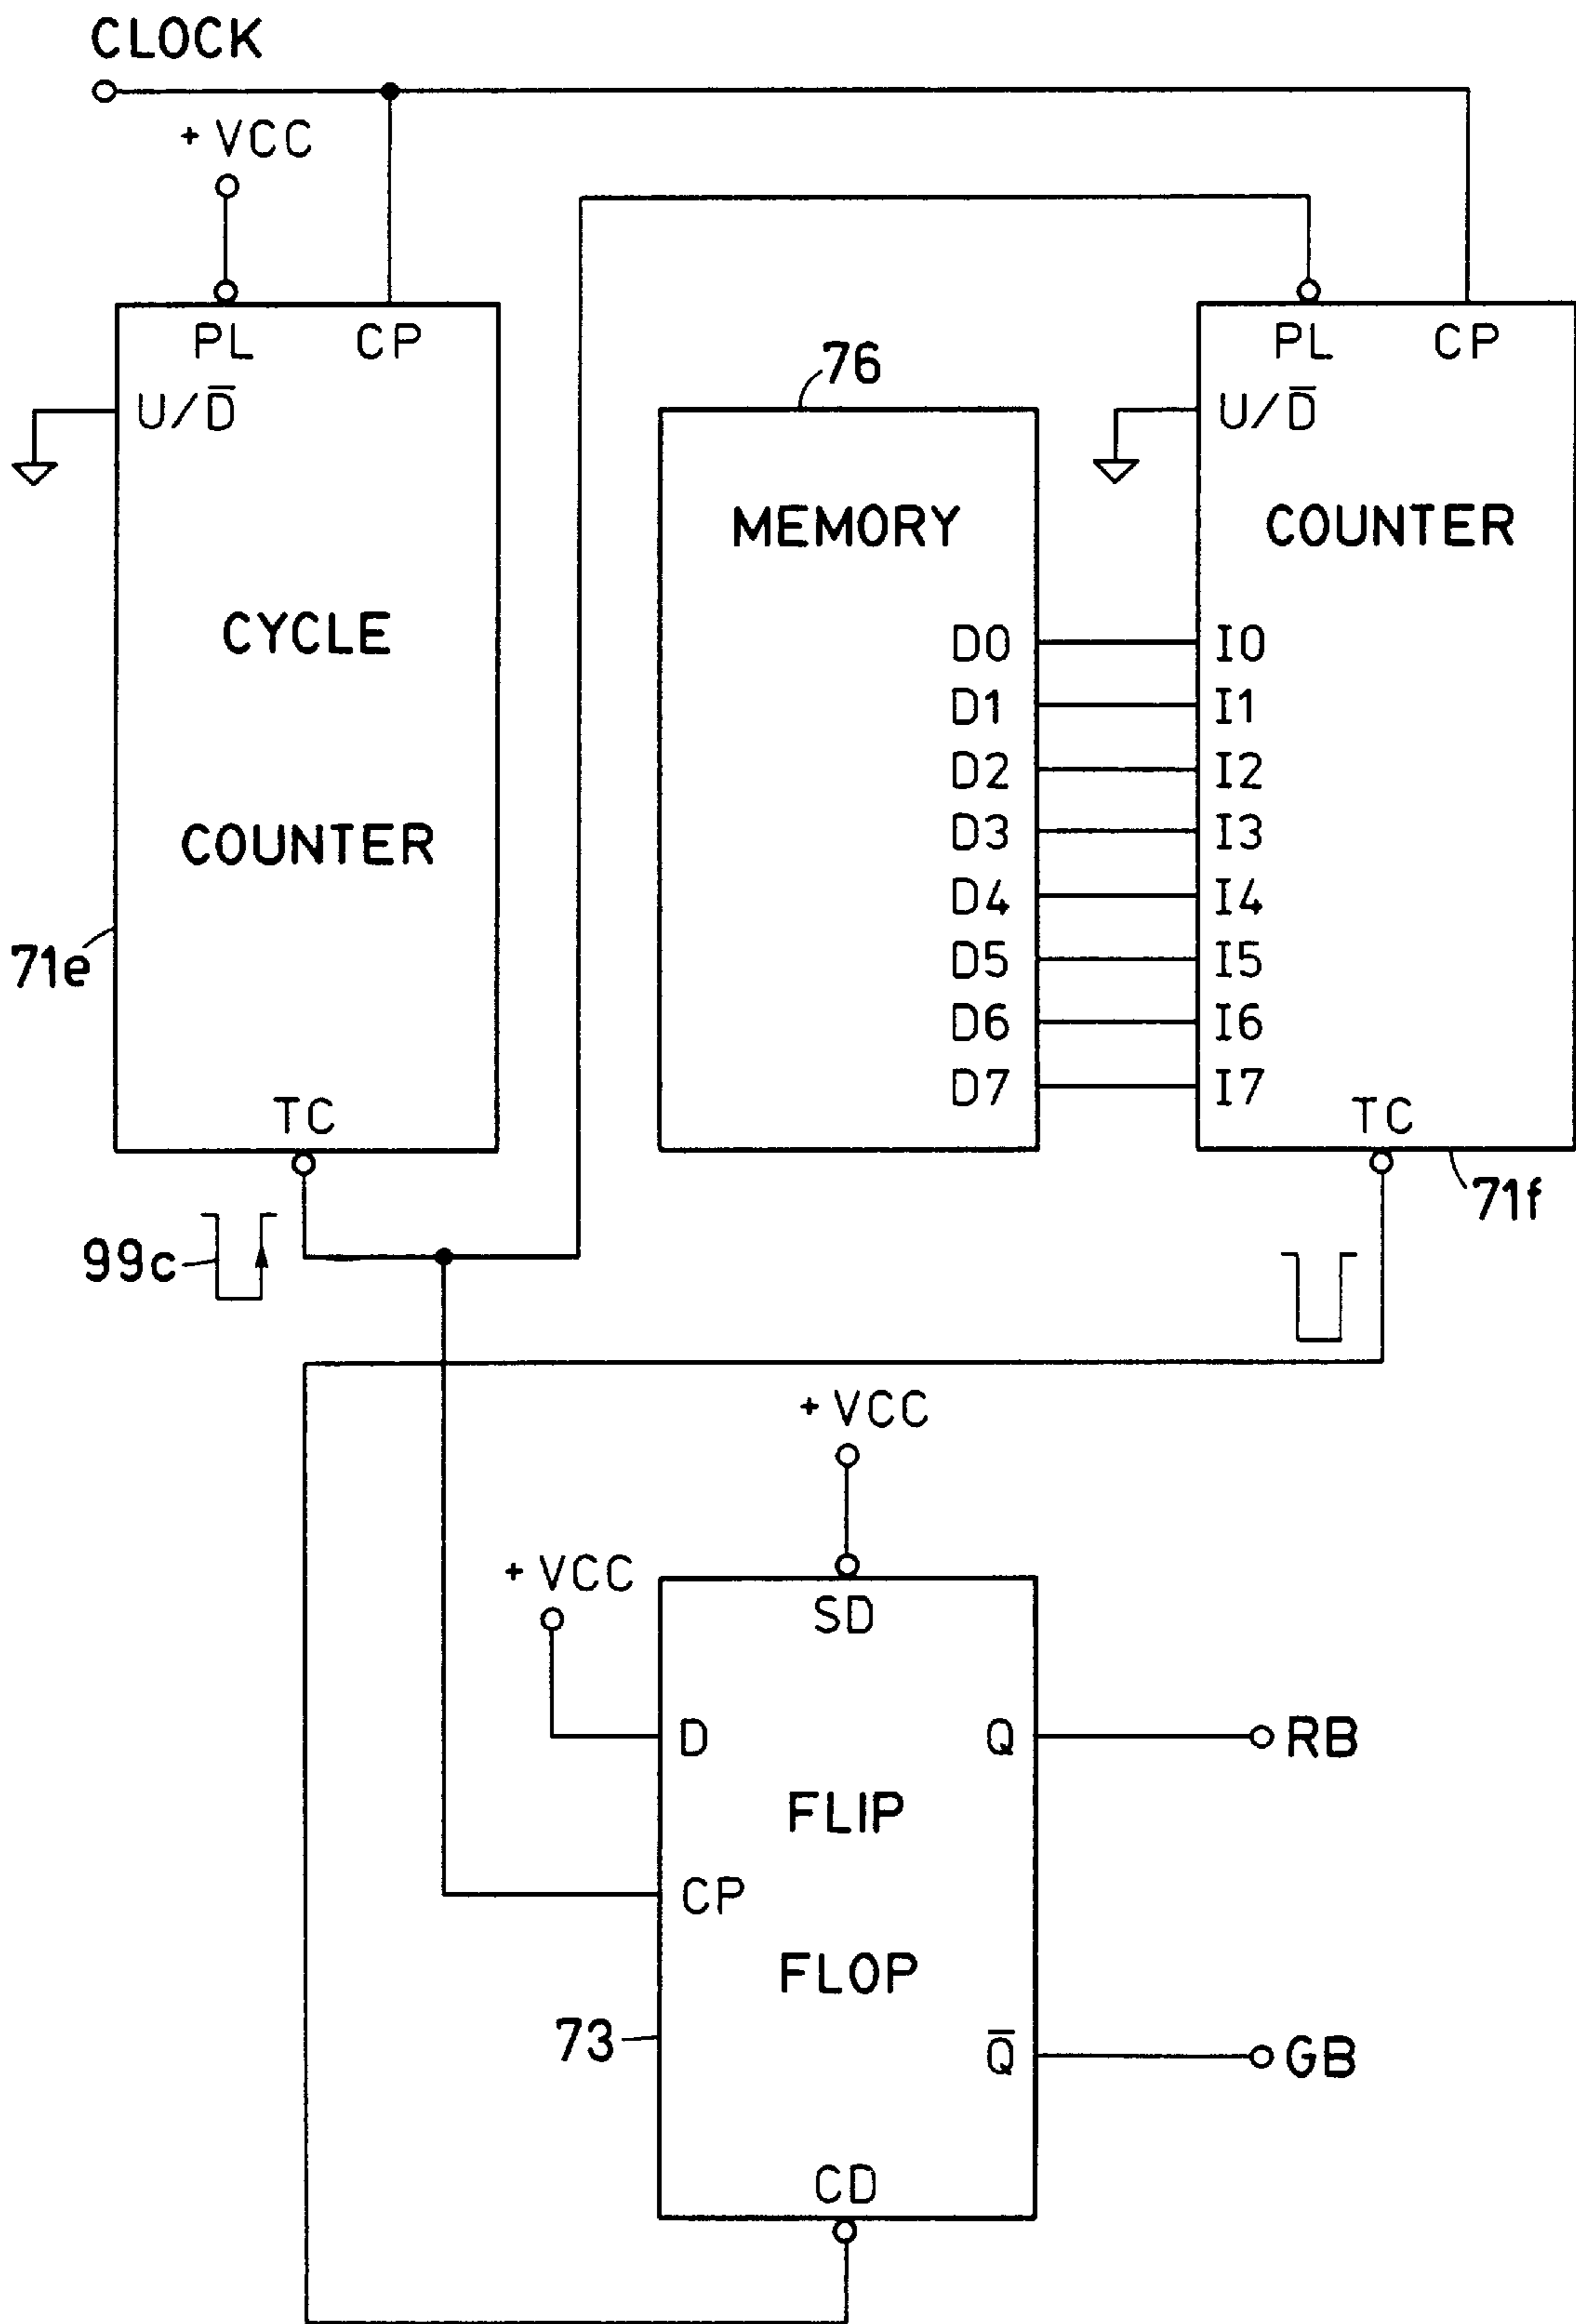 CLOCK
+ VCC
PL CP
U/D̅
CYCLE
COUNTER
71e
TC
99c
76
MEMORY
D0
D1
D2
D3
D4
D5
D6
D7
PL CP
U/D̅
COUNTER
I0
I1
I2
I3
I4
I5
I6
I7
TC
71f
+ VCC
+ VCC
SD
D Q RB
FLIP
CP
FLOP
73
Q̅ GB
CD